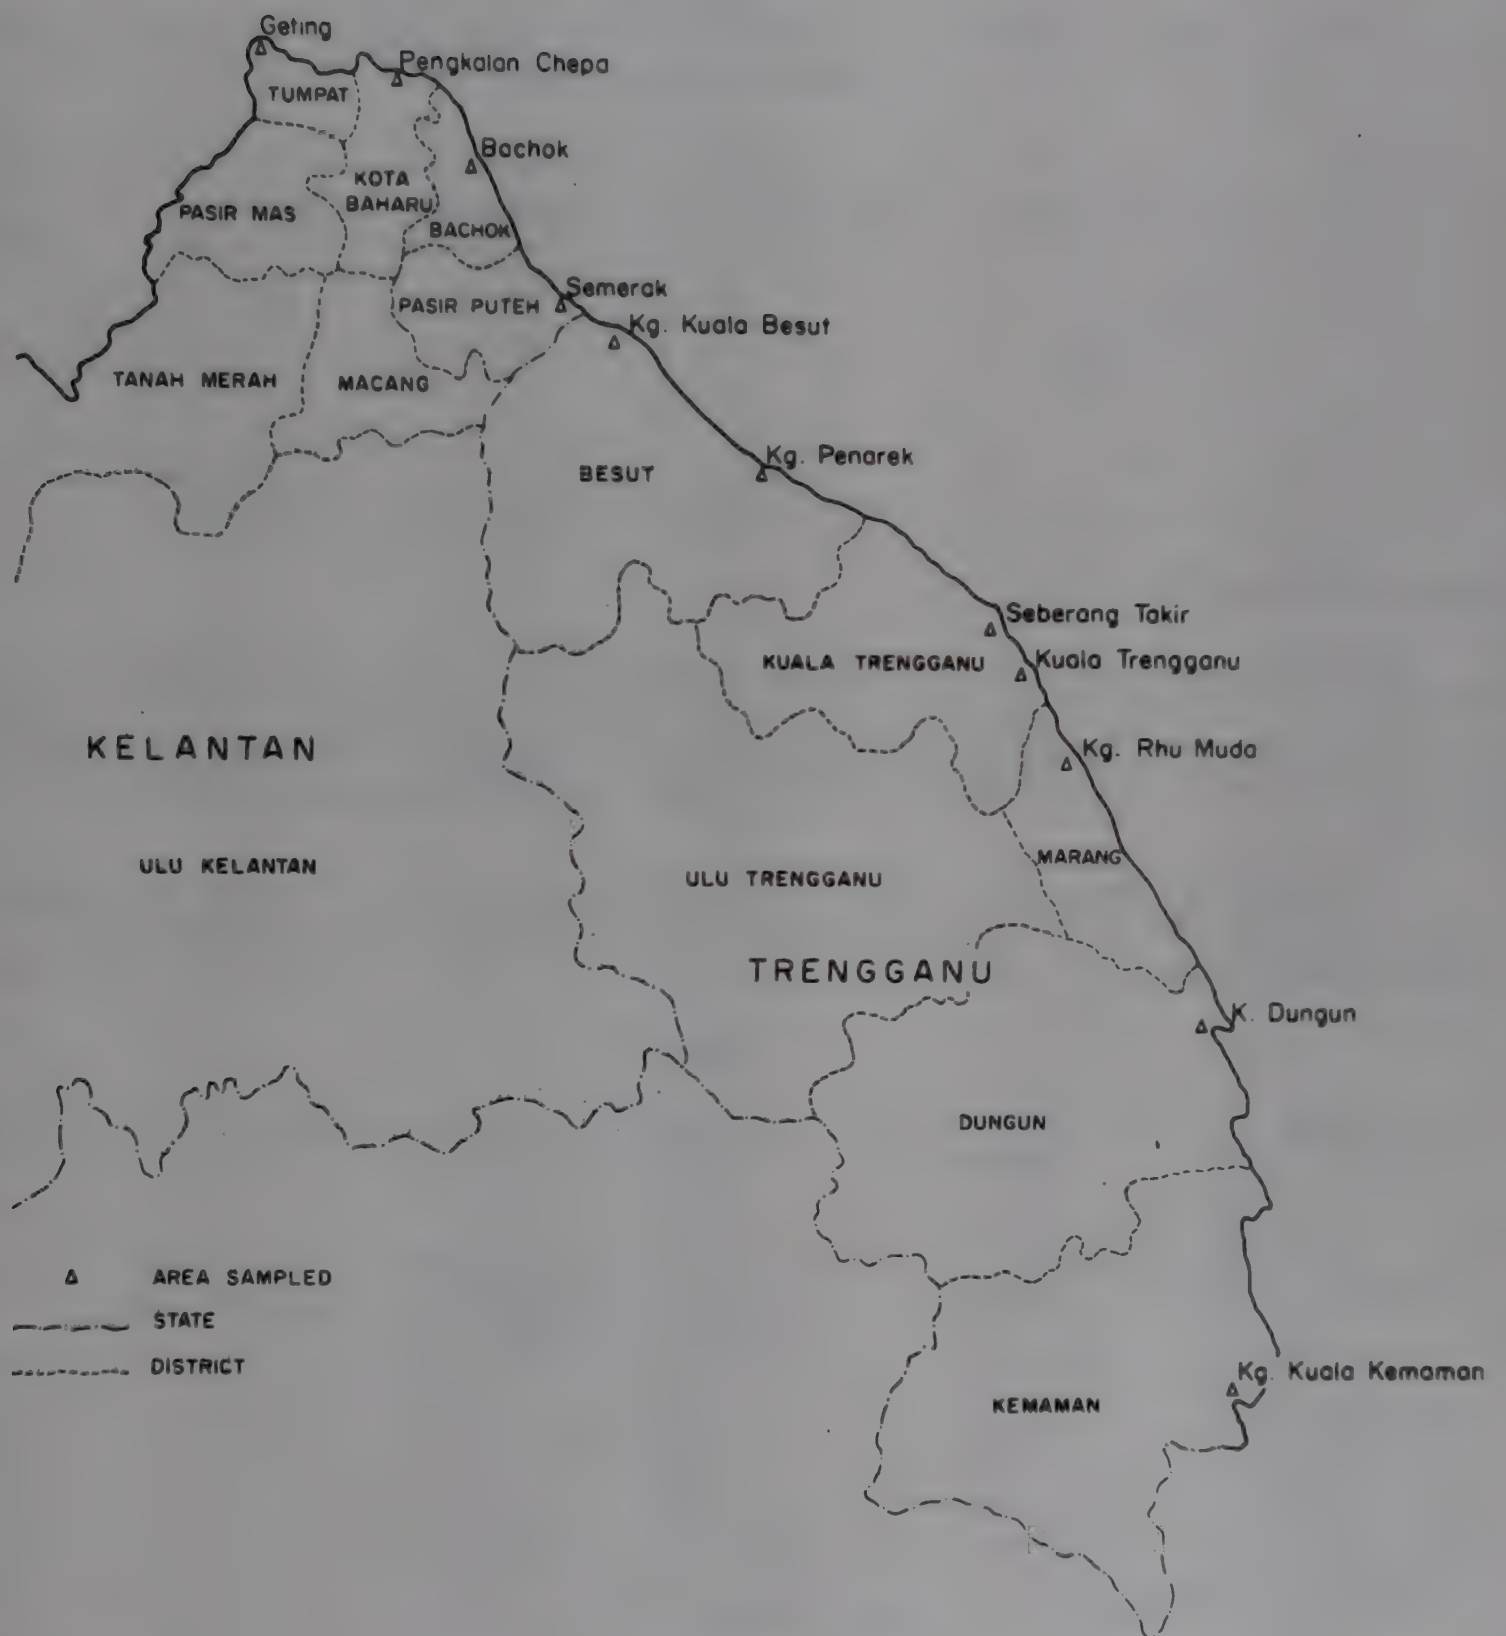 Geting
Pengkalan Chepa
TUMPAT
Bachok
KOTA
BAHARU
PASIR MAS
BACHOK
Semerak
PASIR PUTEH
Kg. Kuala Besut
TANAH MERAH
MACANG
Kg. Penarek
BESUT
Seberang Takir
KUALA TRENGGANU
Kuala Trengganu
KELANTAN
Kg. Rhu Muda
MARANG
ULU KELANTAN
ULU TRENGGANU
TRENGGANU
K. Dungun
DUNGUN
AREA SAMPLED
STATE
DISTRICT
Kg. Kuala Kemaman
KEMAMAN